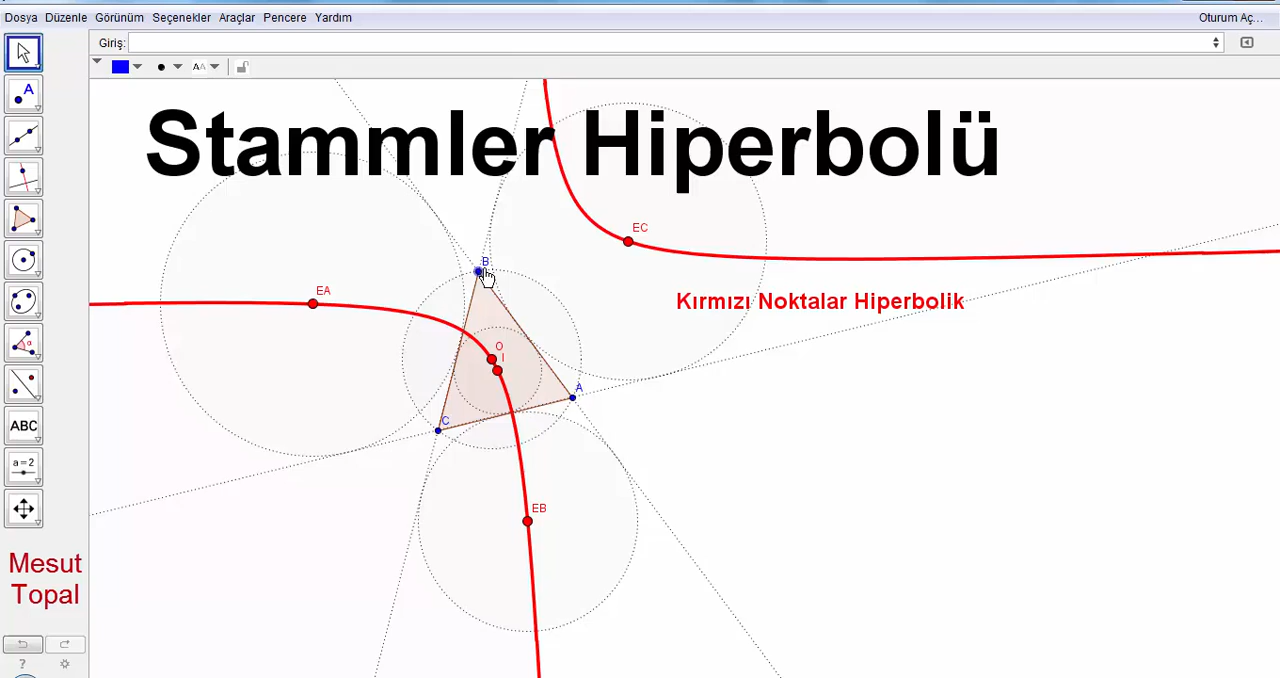 Dosya Düzenle Görünüm Seçenekler Araçlar Pencere Yardım Oturum Aç...
Giriş:
AA
A
Stammler Hiperbolü
EC
B
EA
Kırmızı Noktalar Hiperbolik
O
I
A
α
C
ABC
a=2
EB
Mesut
Topal
?